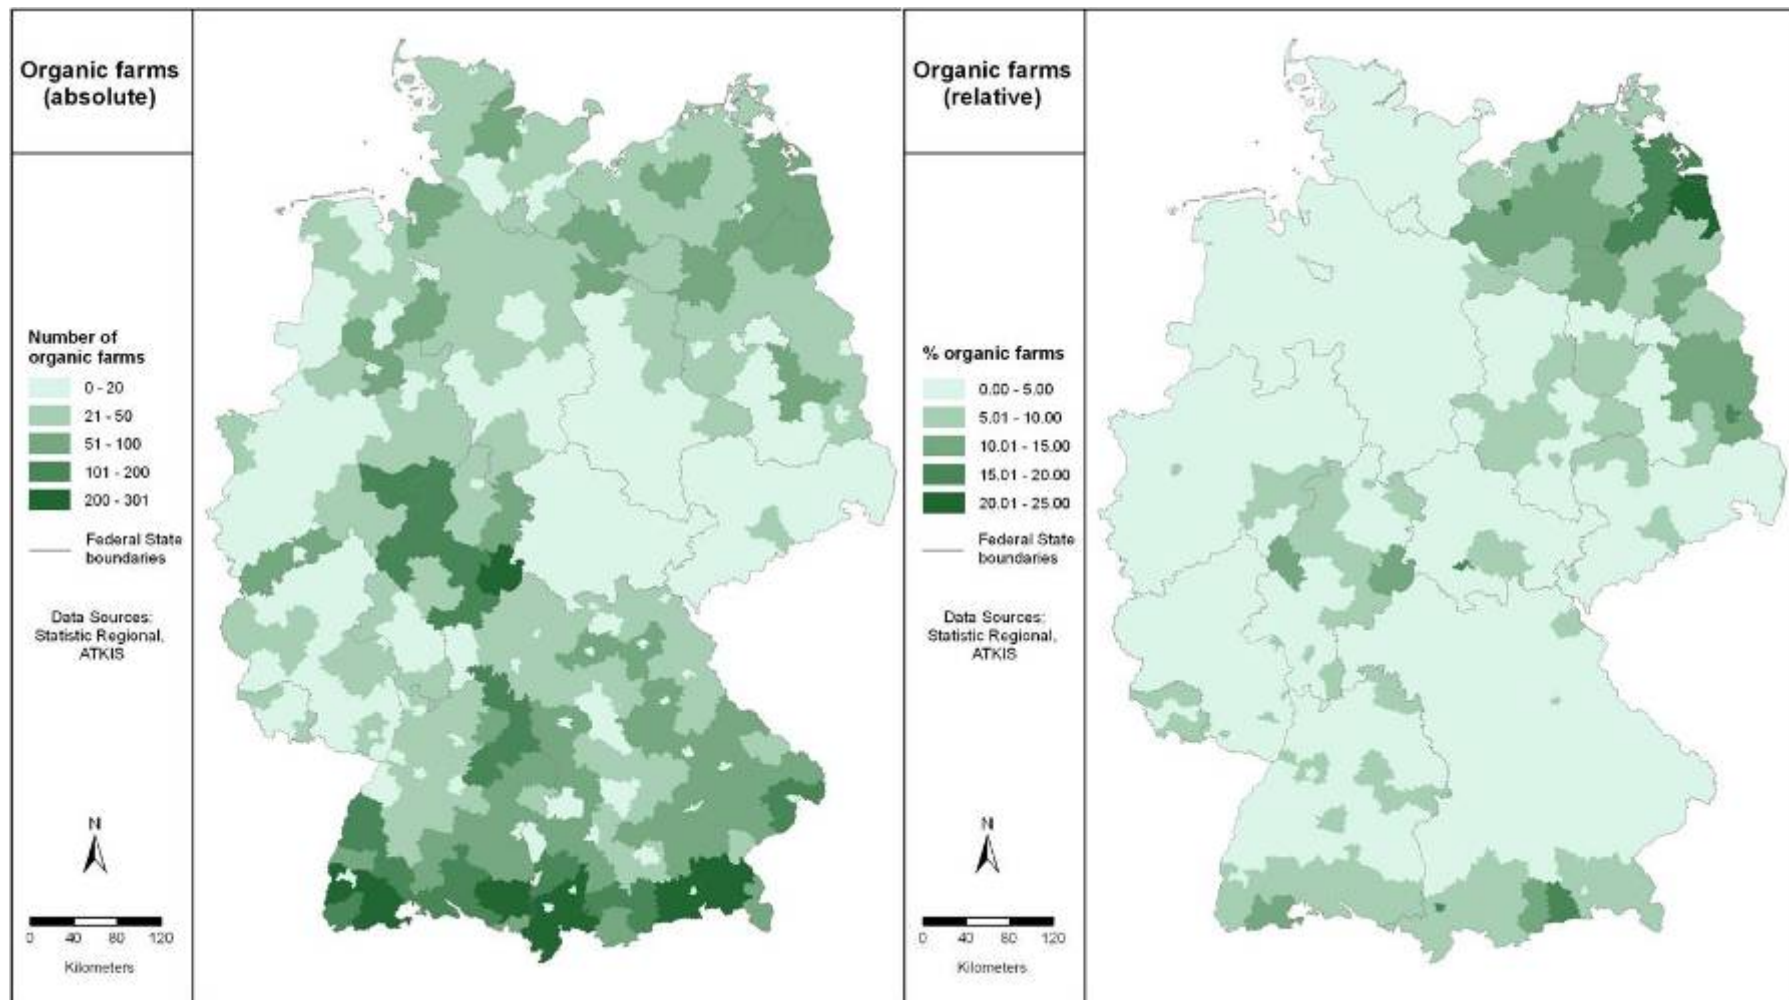 Organic farms
(absolute)
Number of
organic farms
0 - 20
21 - 50
51 - 100
101 - 200
200 - 301
Federal State
boundaries
Data Sources:
Statistic Regional,
ATKIS
N
0 40 80 120
Kilometers
Organic farms
(relative)
% organic farms
0.00 - 5.00
5.01 - 10.00
10.01 - 15.00
15.01 - 20.00
20.01 - 25.00
Federal State
boundaries
Data Sources:
Statistic Regional,
ATKIS
N
0 40 80 120
Kilometers